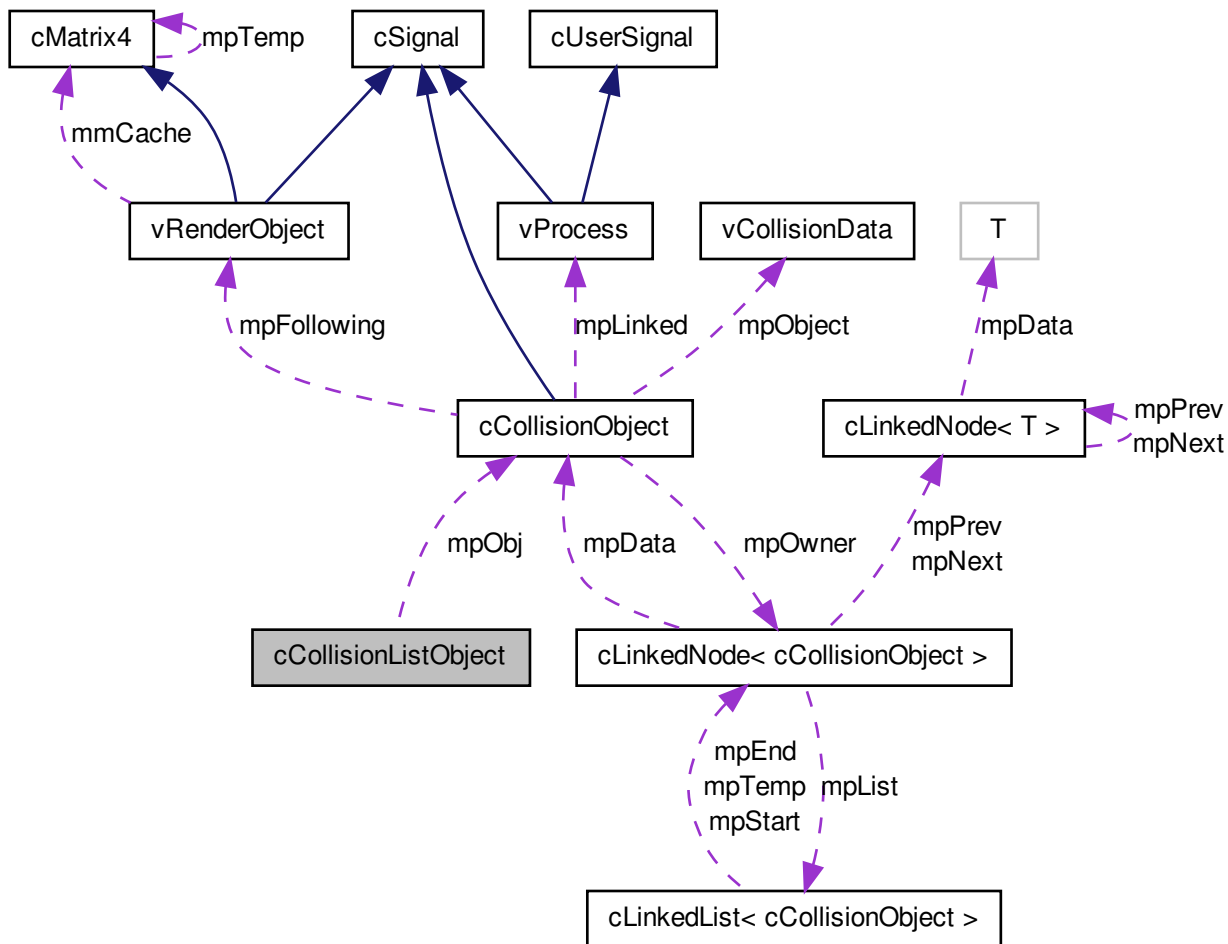 cMatrix4
mpTemp
cSignal
cUserSignal
mmCache
vRenderObject
vProcess
vCollisionData
T
mpFollowing
mpLinked
mpObject
mpData
cCollisionObject
cLinkedNode< T >
mpPrev
mpNext
mpObj
mpData
mpOwner
mpPrev
mpNext
cCollisionListObject
cLinkedNode< cCollisionObject >
mpEnd
mpTemp
mpStart
mpList
cLinkedList< cCollisionObject >